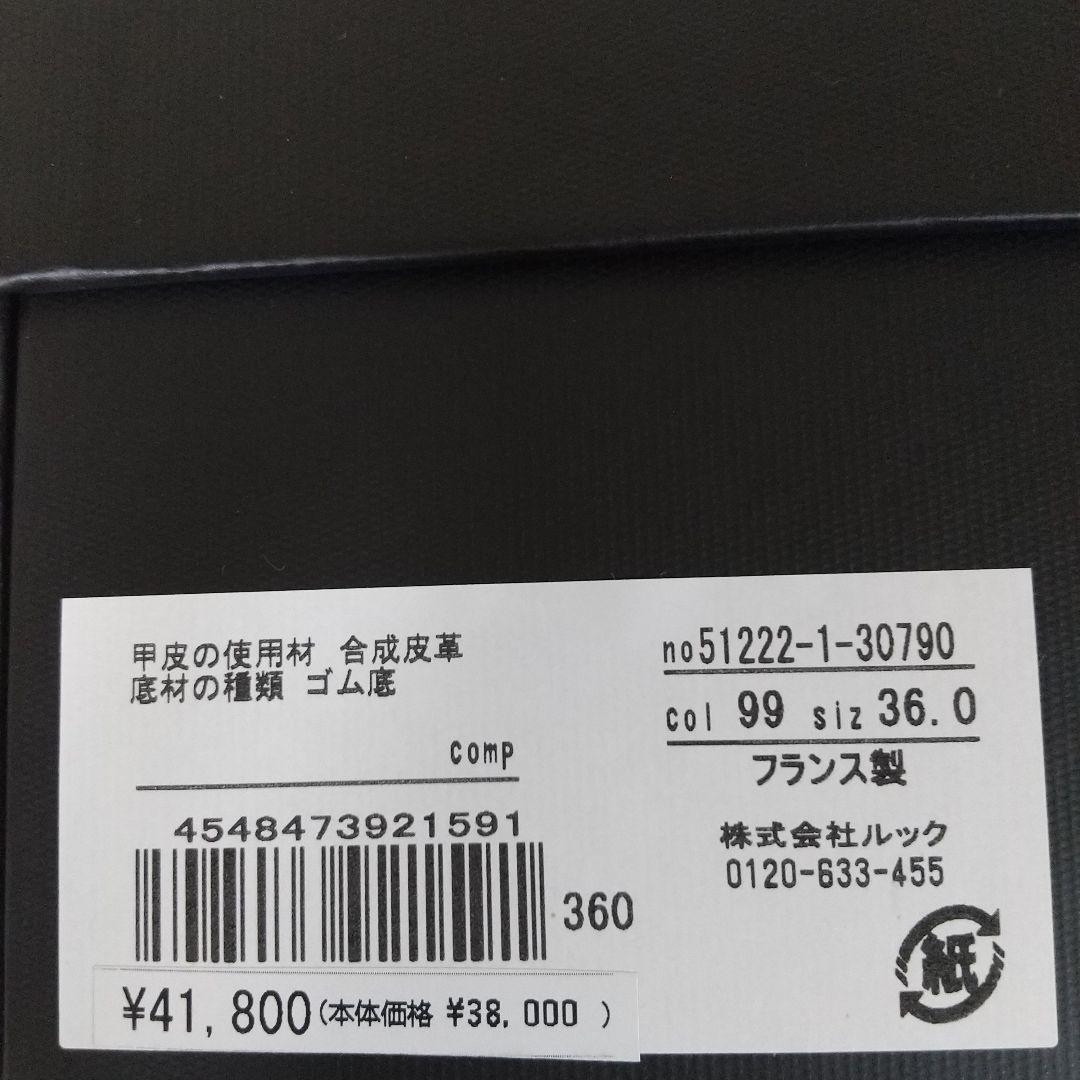 甲皮の使用材 合成皮革
底材の種類 ゴム底
comp
4548473921591
360
¥41,800(本体価格 ¥38,000 )
no51222-1-30790
col 99 siz 36.0
フランス製
株式会社ルック
0120-633-455
紙